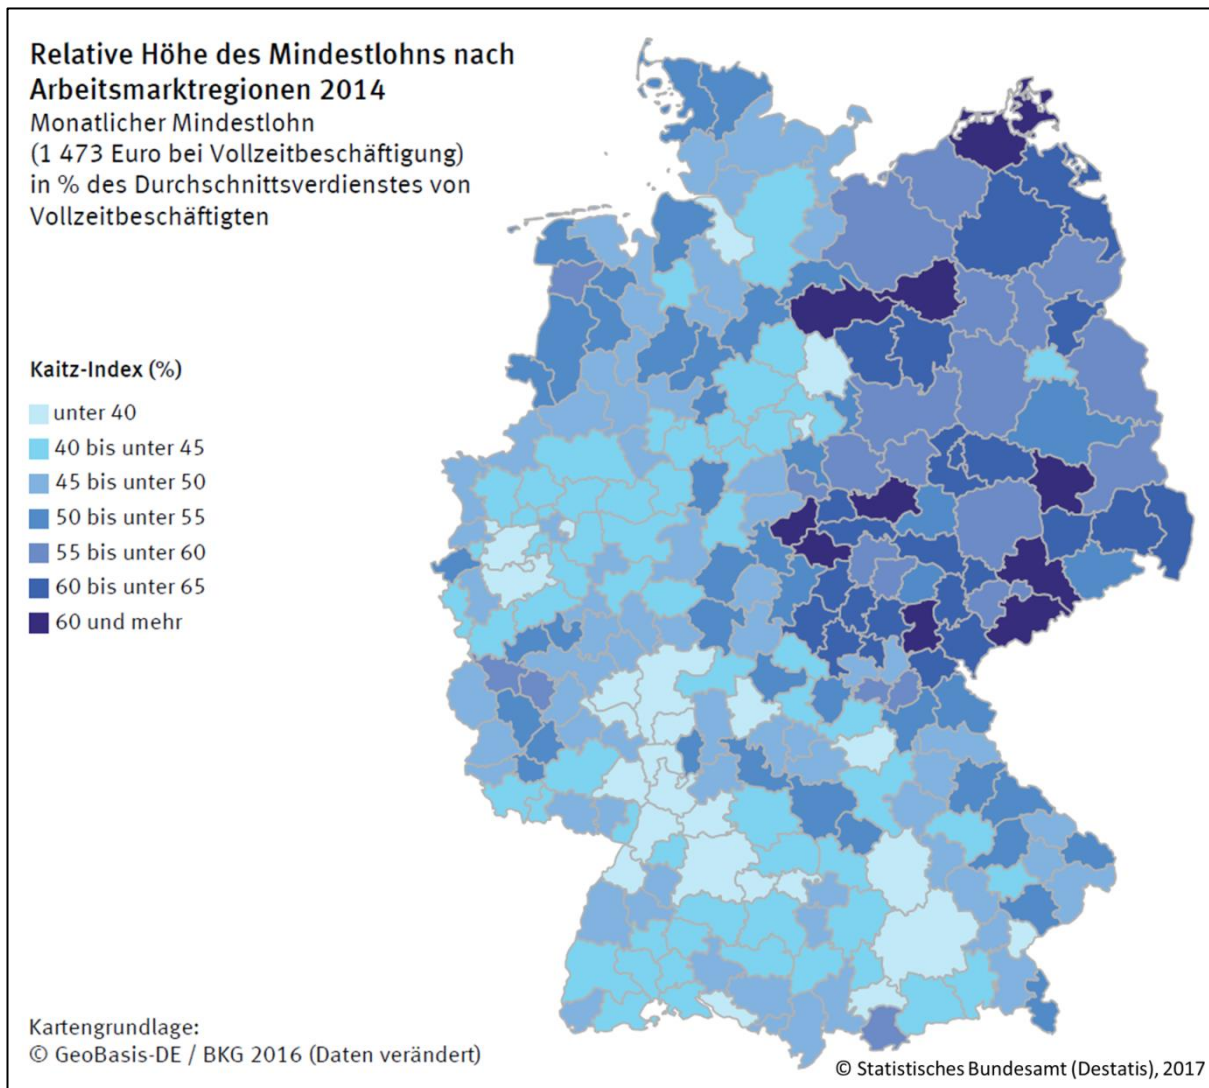 Relative Höhe des Mindestlohns nach
Arbeitsmarktregionen 2014
Monatlicher Mindestlohn
(1 473 Euro bei Vollzeitbeschäftigung)
in % des Durchschnittsverdienstes von
Vollzeitbeschäftigten
Kaitz-Index (%)
unter 40
40 bis unter 45
45 bis unter 50
50 bis unter 55
55 bis unter 60
60 bis unter 65
60 und mehr
Kartengrundlage:
© GeoBasis-DE / BKG 2016 (Daten verändert)
© Statistisches Bundesamt (Destatis), 2017